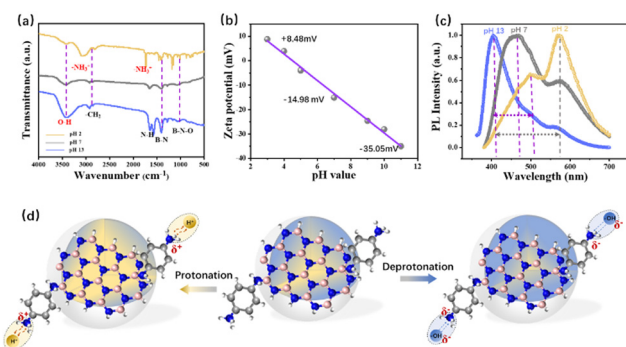 (a)
Transmittance (a.u.)
-NH₃⁺
-NH₃⁺
O-H
-CH₂
N-H
B-N
B-N-O
pH 2
pH 7
pH 13
4000 3500 3000 2500 2000 1500 1000 500
Wavenumber (cm⁻¹)
(b)
Zeta potential (mV)
10
0
-10
-20
-30
-40
+8.48mV
-14.98 mV
-35.05mV
2 4 6 8 10 12
pH value
(c)
PL Intensity (a.u.)
pH 13 pH 7 pH 2
1.0
0.8
0.6
0.4
0.2
0.0
400 500 600 700
Wavelength (nm)
(d)
H⁺
δ⁺
Protonation
Deprotonation
-OH
δ⁻
δ⁻
δ⁺
H⁺
δ⁻
-OH
δ⁻